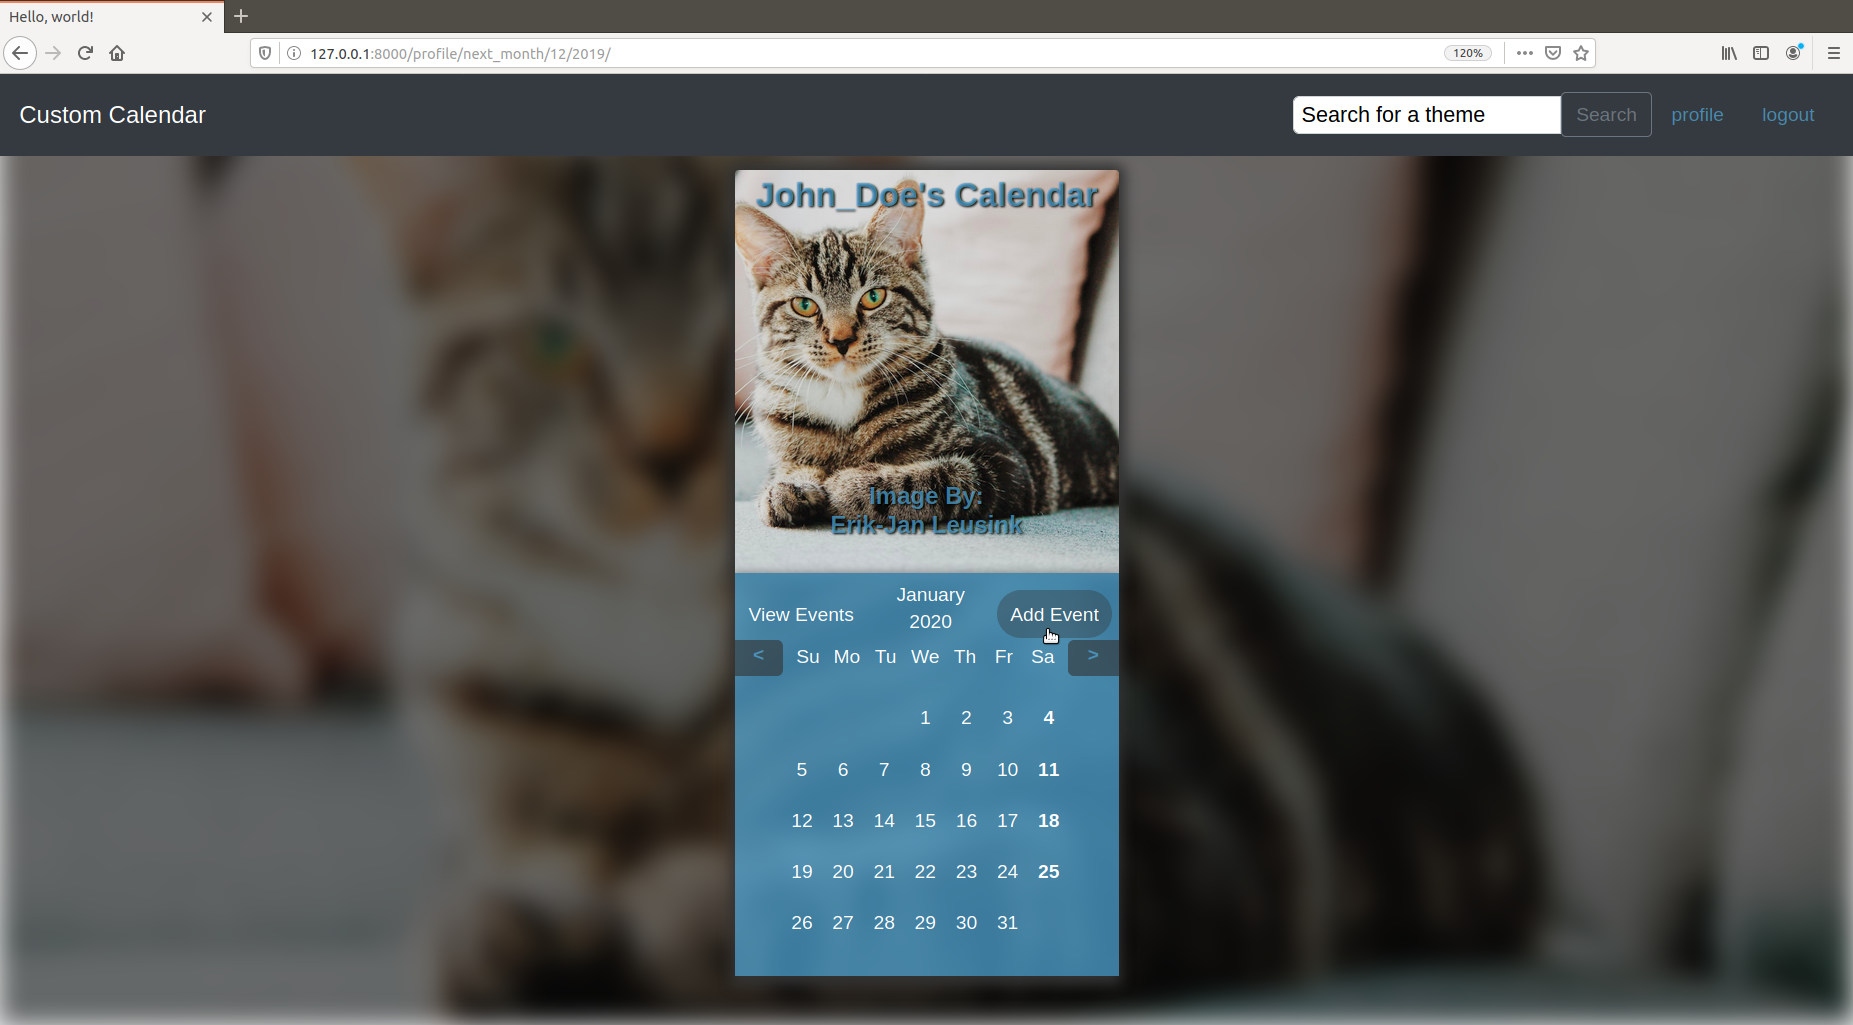 Hello, world!
127.0.0.1:8000/profile/next_month/12/2019/
120%
Custom Calendar
Search for a theme
Search
profile
logout
John_Doe's Calendar
Image By:
Erik-Jan Leusink
View Events
January
2020
Add Event
< Su Mo Tu We Th Fr Sa >
1 2 3 4
5 6 7 8 9 10 11
12 13 14 15 16 17 18
19 20 21 22 23 24 25
26 27 28 29 30 31